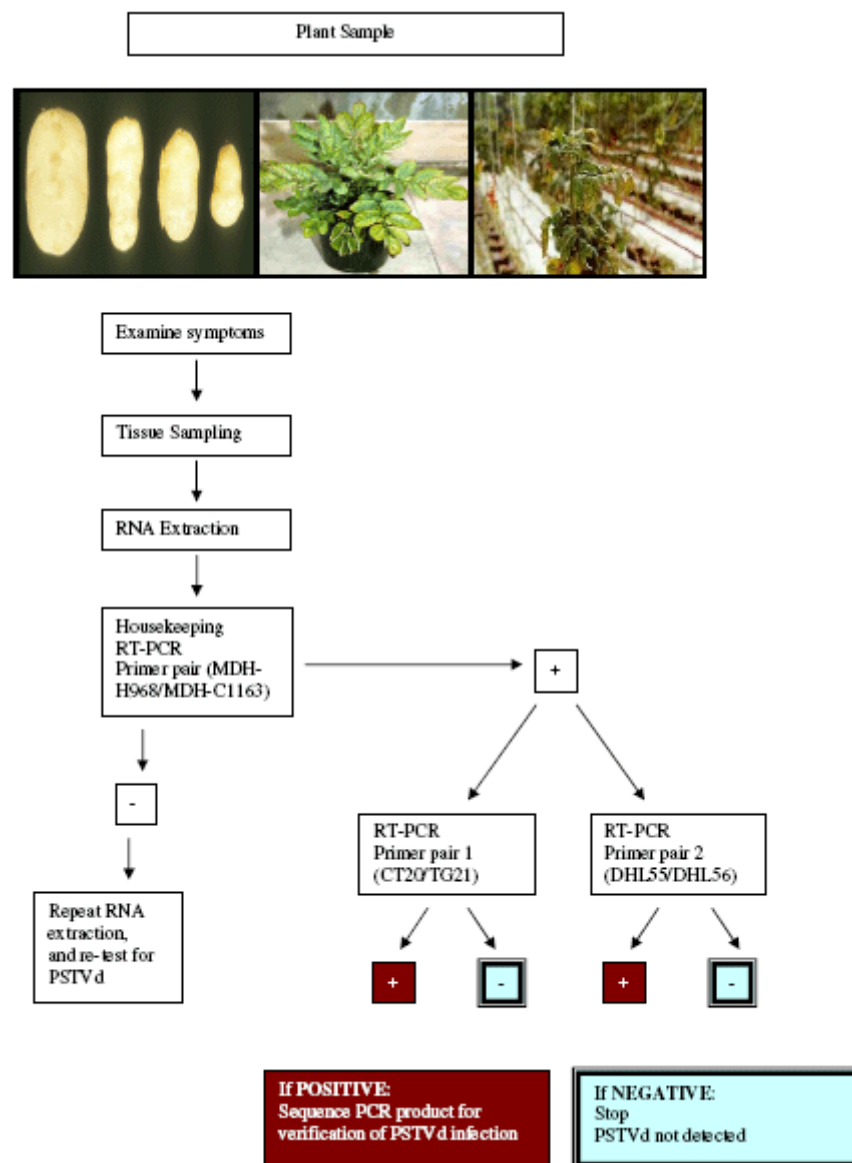 Plant Sample
Examine symptoms
Tissue Sampling
RNA Extraction
Housekeeping
RT-PCR
Primer pair (MDH-
H968/MDH-C1163)
+
-
RT-PCR
Primer pair 1
(CT20/TG21)
RT-PCR
Primer pair 2
(DHL55/DHL56)
Repeat RNA
extraction,
and re-test for
PSTVd
+
-
+
-
If POSITIVE:
Sequence PCR product for
verification of PSTVd infection
If NEGATIVE:
Stop
PSTVd not detected